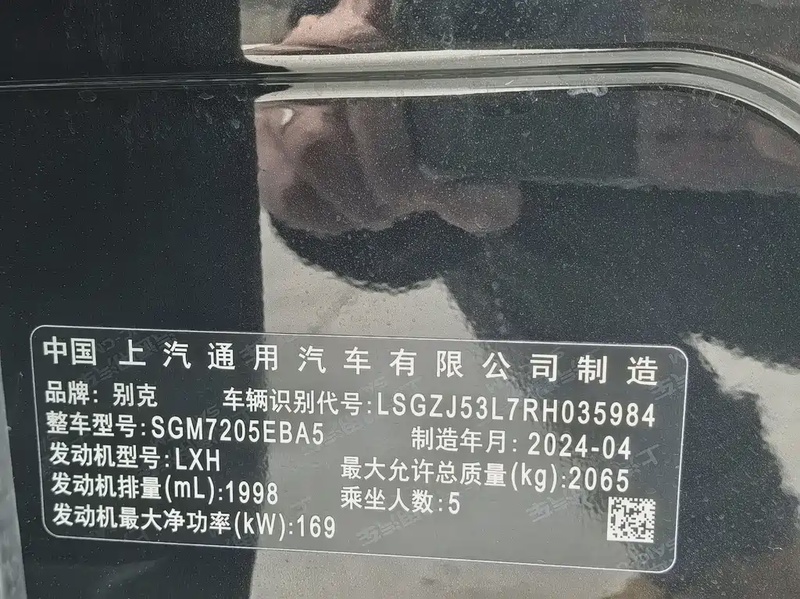 中国 上汽通用汽车有限公司制造
品牌: 别克 车辆识别代号:LSGZJ53L7RH035984
整车型号:SGM7205EBA5 制造年月: 2024-04
发动机型号:LXH 最大允许总质量(kg):2065
发动机排量(mL):1998 乘坐人数:5
发动机最大净功率(kW):169